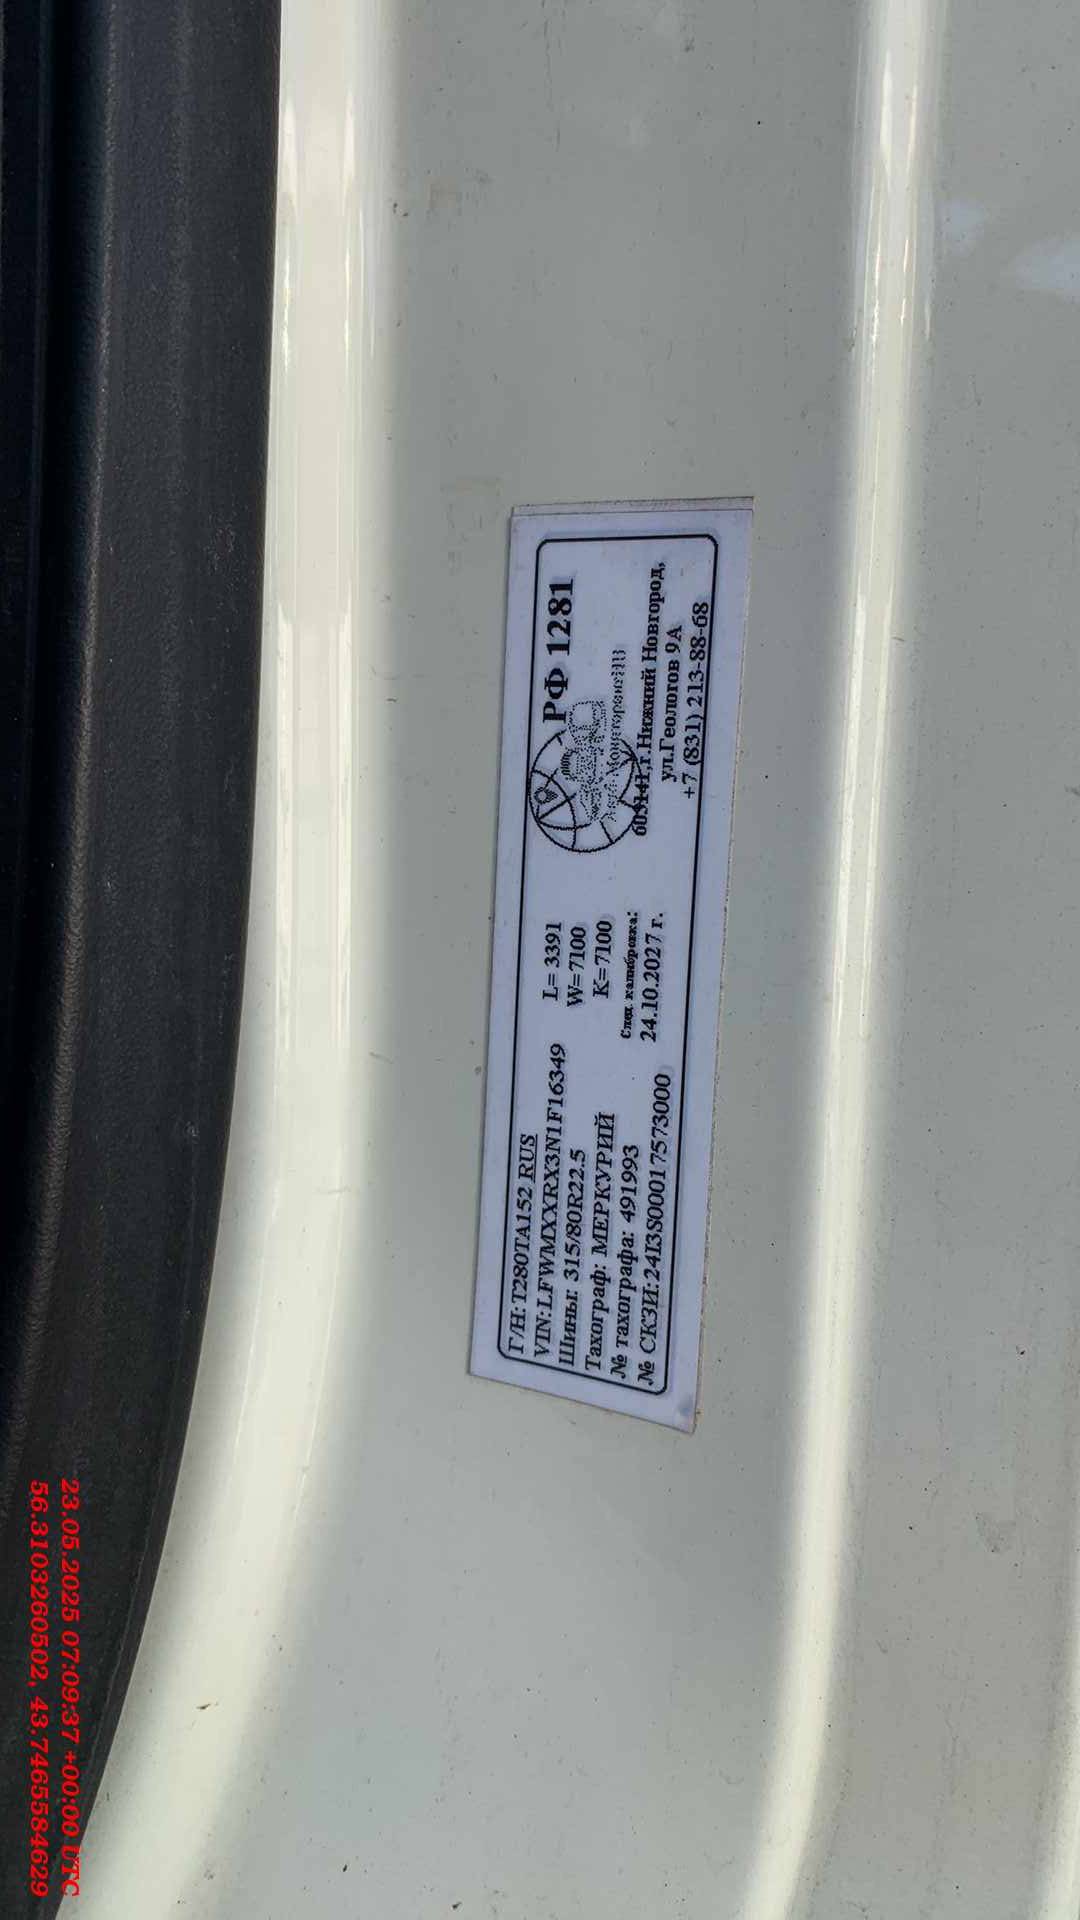 Г/Н: Т280ТА152 RUS
VIN: LFWMXXRX3N1F16349
Шины: 315/80R22.5
Тахограф: МЕРКУРИЙ
№ тахографа: 491993
№ СКЗИ: 24I3S00017573000
L= 3391
W=7100
K=7100
След. калибровка:
24.10.2027 г.
РФ 1281
603141,г.Нижний Новгород,
ул.Геологов 9А
+7 (831) 213-88-68
23.05.2025 07:09:37 +00:00 UTC
56.3103260502, 43.7465584629